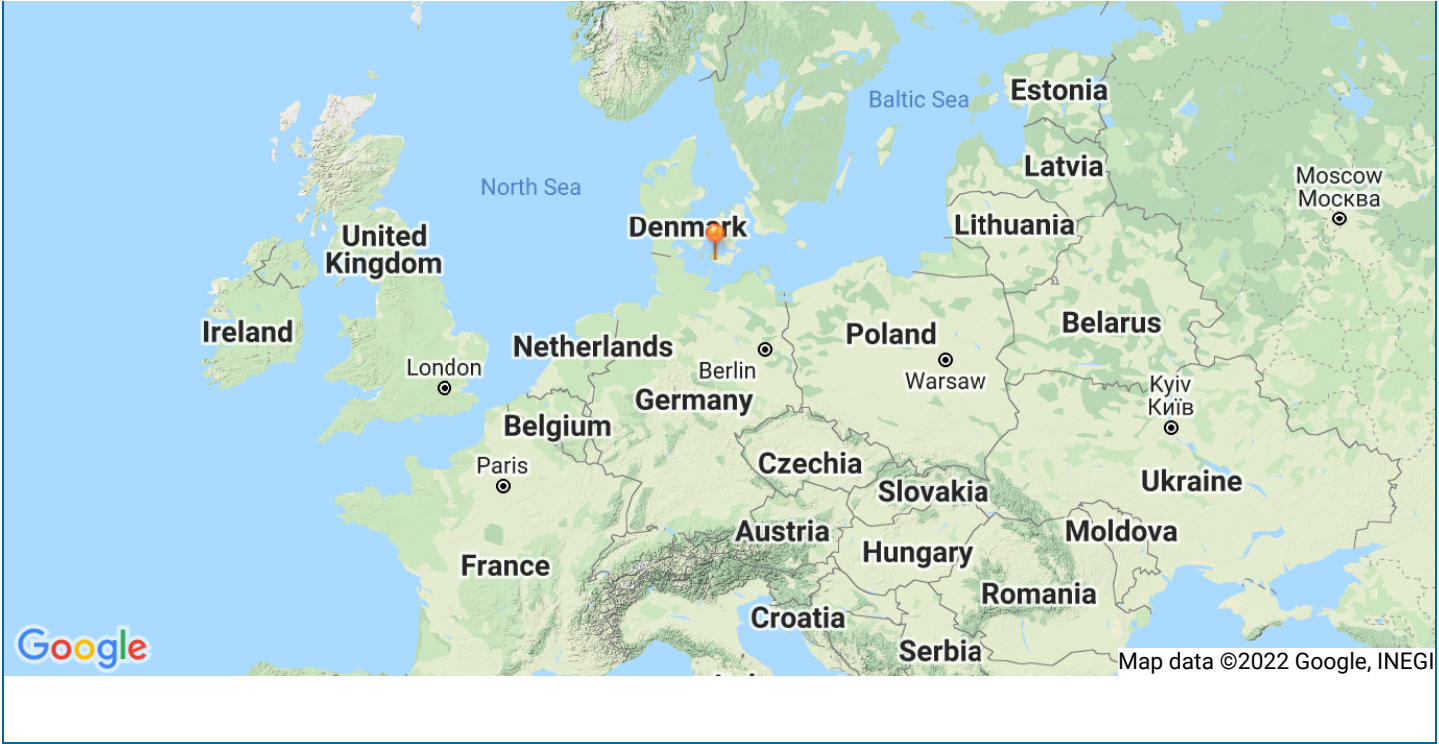 Estonia
Baltic Sea
Latvia
Moscow
Москва
North Sea
Lithuania
Denmark
United
Kingdom
Belarus
Ireland
Poland
Netherlands
London
Berlin
Warsaw
Kyiv
Київ
Germany
Belgium
Czechia
Paris
Ukraine
Slovakia
Austria
Moldova
Hungary
France
Romania
Croatia
Google
Serbia
Map data ©2022 Google, INEGI